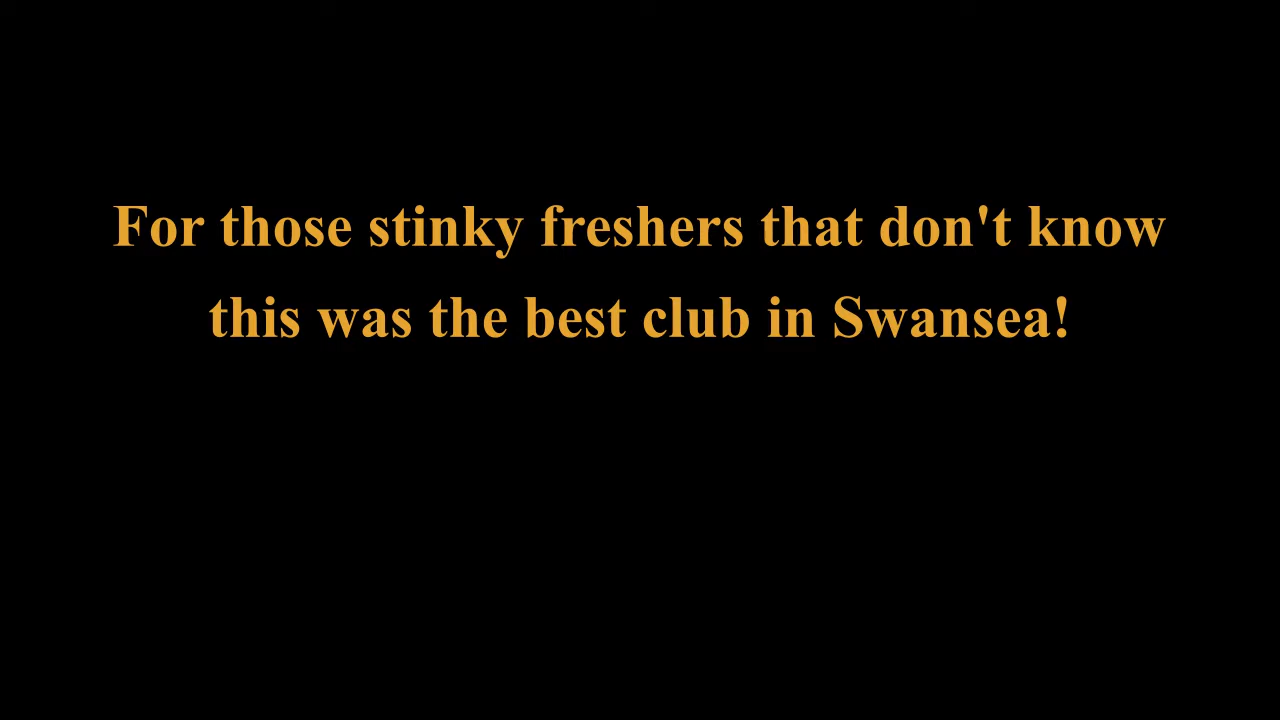 For those stinky freshers that don't know
this was the best club in Swansea!